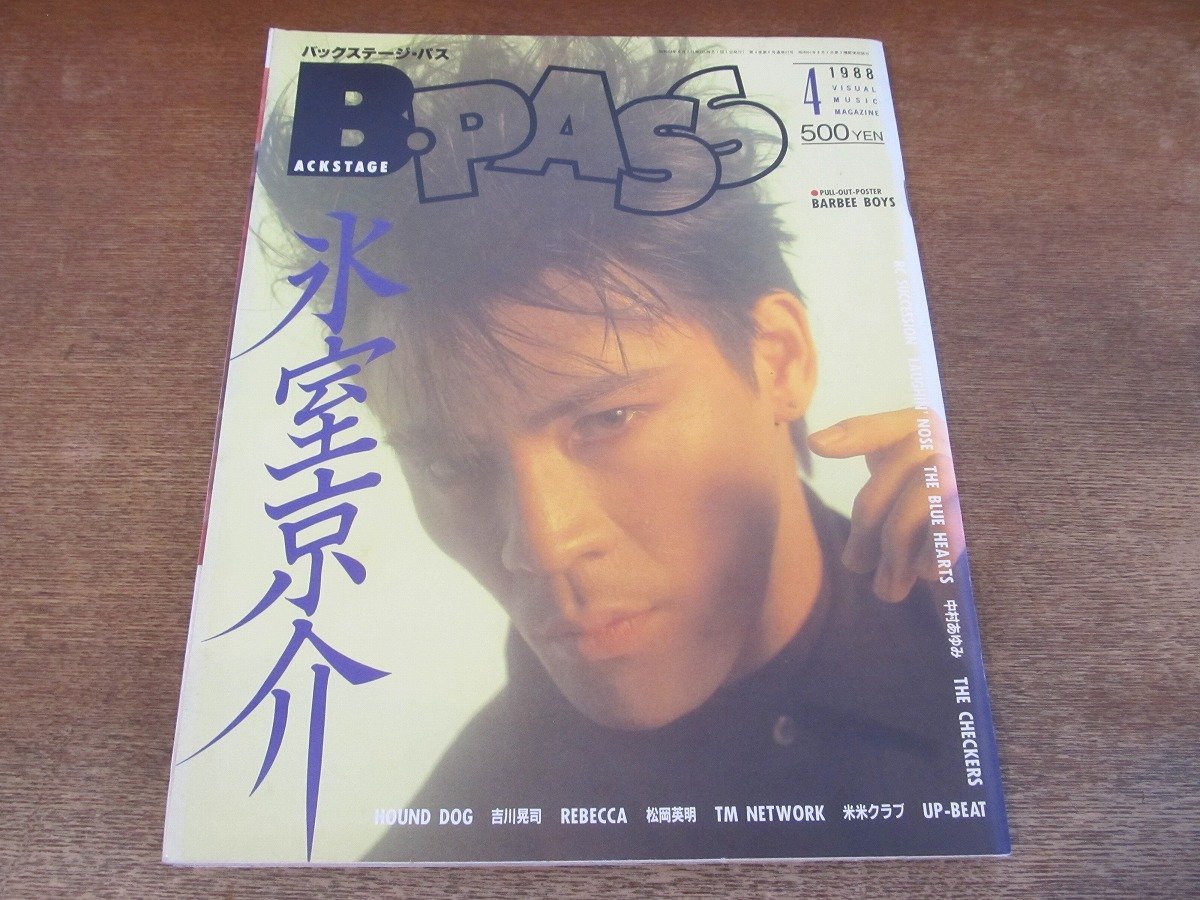 バックステージ・パス
B.PASS
ACKSTAGE
4 1988
VISUAL
MUSIC
MAGAZINE
500 YEN
PULL-OUT-POSTER
BARBEE BOYS
氷室京介
RC SUCCESSION LAUGHIN' NOSE THE BLUE HEARTS 中村あゆみ THE CHECKERS
HOUND DOG 吉川晃司 REBECCA 松岡英明 TM NETWORK 米米クラブ UP-BEAT